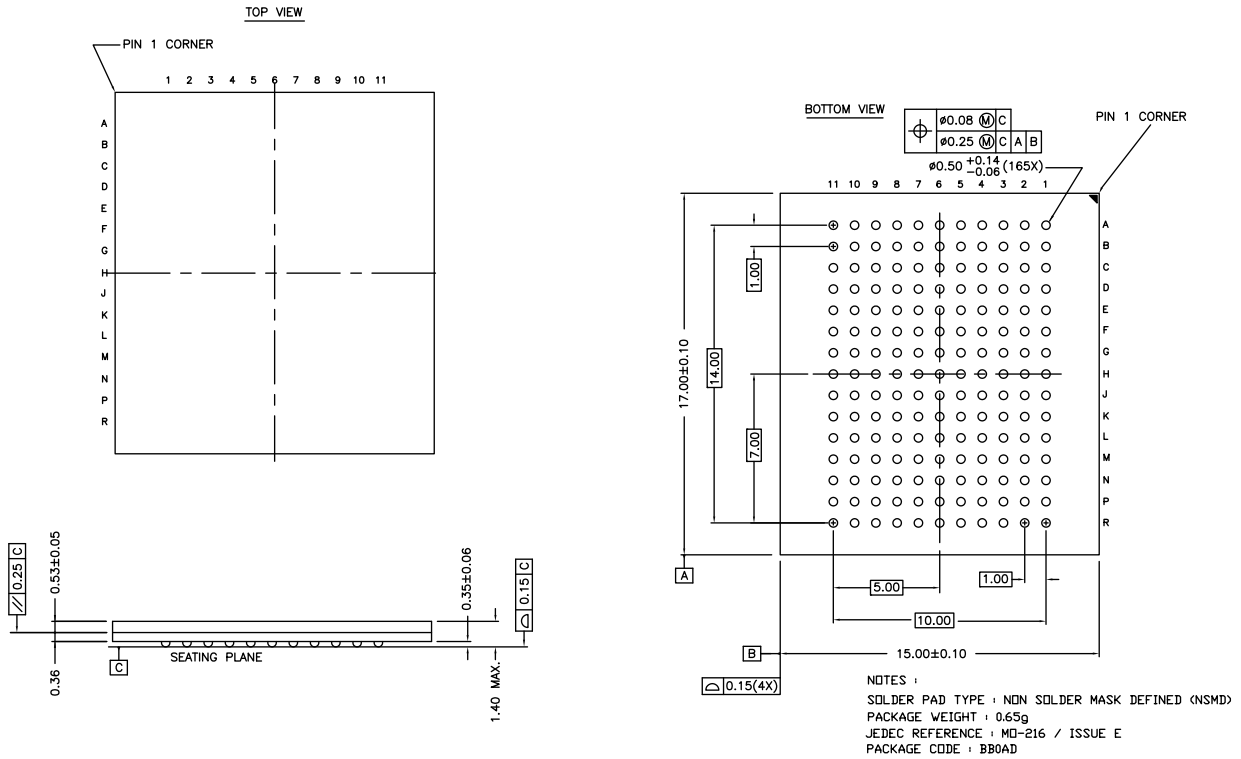 TOP VIEW
PIN 1 CORNER
1 2 3 4 5 6 7 8 9 10 11
A
B
C
D
E
F
G
H
J
K
L
M
N
P
R
BOTTOM VIEW
ø0.08 Ⓜ C
ø0.25 Ⓜ C A B
PIN 1 CORNER
ø0.50 +0.14 -0.06 (165X)
11 10 9 8 7 6 5 4 3 2 1
A
B
C
D
E
F
G
H
J
K
L
M
N
P
R
1.00
17.00±0.10
14.00
7.00
A
5.00
1.00
10.00
B
15.00±0.10
0.15(4X)
0.25 C
0.53±0.05
0.36
C
SEATING PLANE
0.35±0.06
0.15 C
1.40 MAX.
NOTES :
SOLDER PAD TYPE : NON SOLDER MASK DEFINED (NSMD)
PACKAGE WEIGHT : 0.65g
JEDEC REFERENCE : MO-216 / ISSUE E
PACKAGE CODE : BB0AD